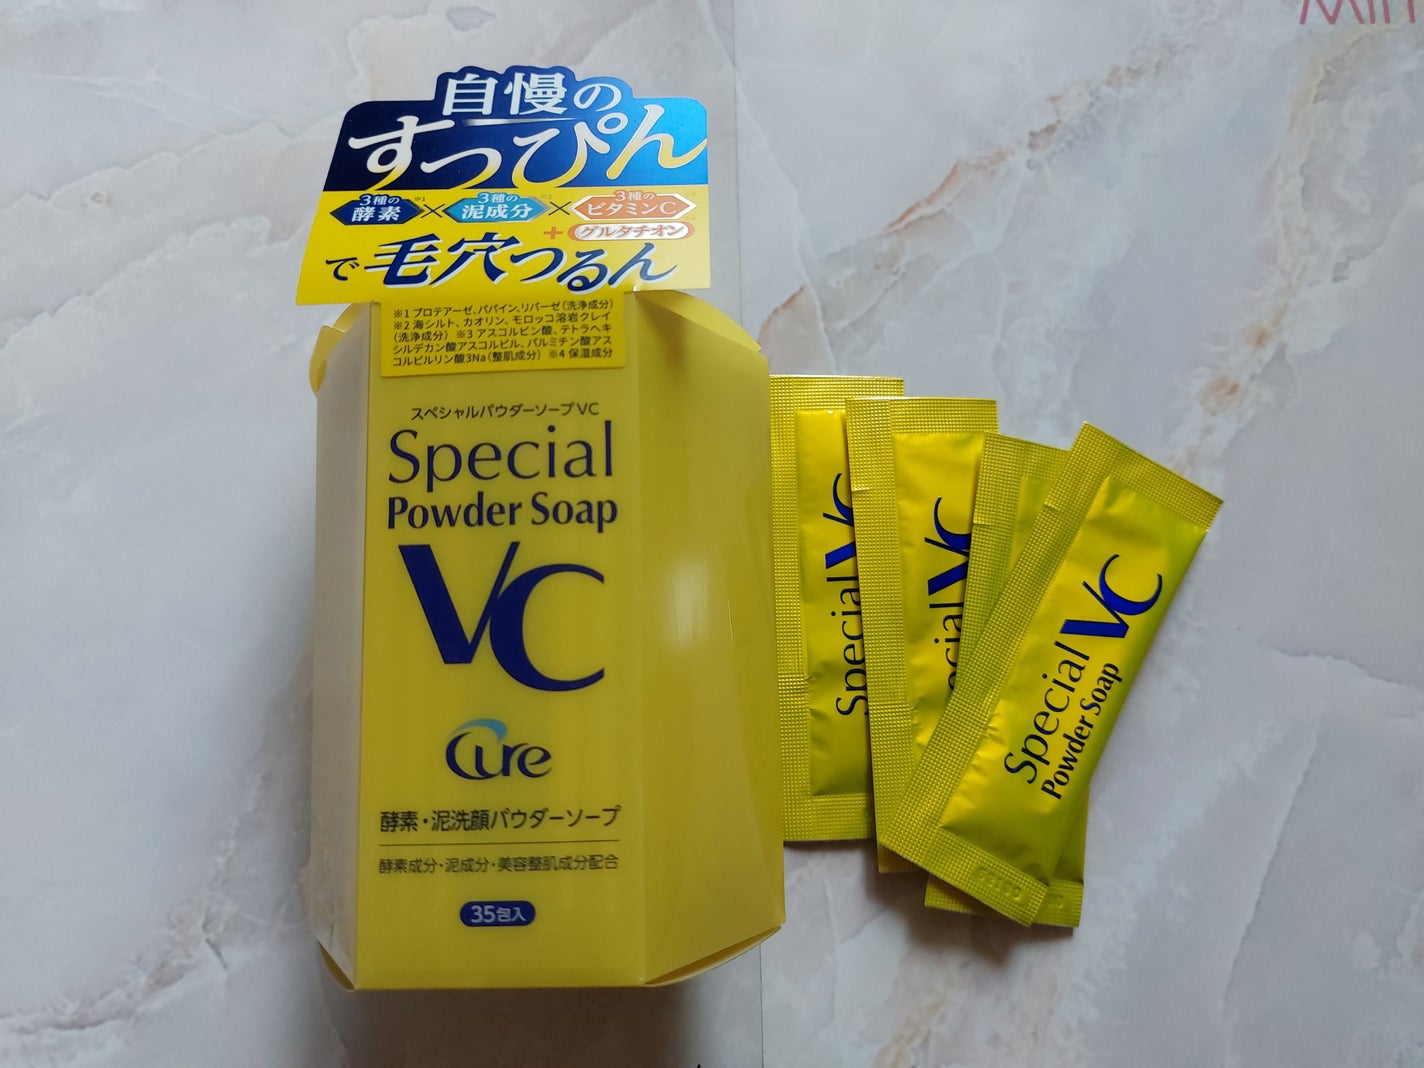 自慢の
すっぴん
3種の酵素※1×3種の泥成分※2×3種のビタミンC※3
+グルタチオン※4
で毛穴つるん
※1 プロテアーゼ、パパイン、リパーゼ(洗浄成分)
※2 海シルト、カオリン、モロッコ溶岩クレイ
(洗浄成分) ※3 アスコルビン酸、テトラヘキ
シルデカン酸アスコルビル、パルミチン酸アス
コルビルリン酸3Na(整肌成分) ※4 保湿成分
スペシャルパウダーソープVC
Special
Powder Soap
VC
Cure
酵素・泥洗顔パウダーソープ
酵素成分・泥成分・美容整肌成分配合
35包入
Special VC
Special VC
Special VC
Powder Soap